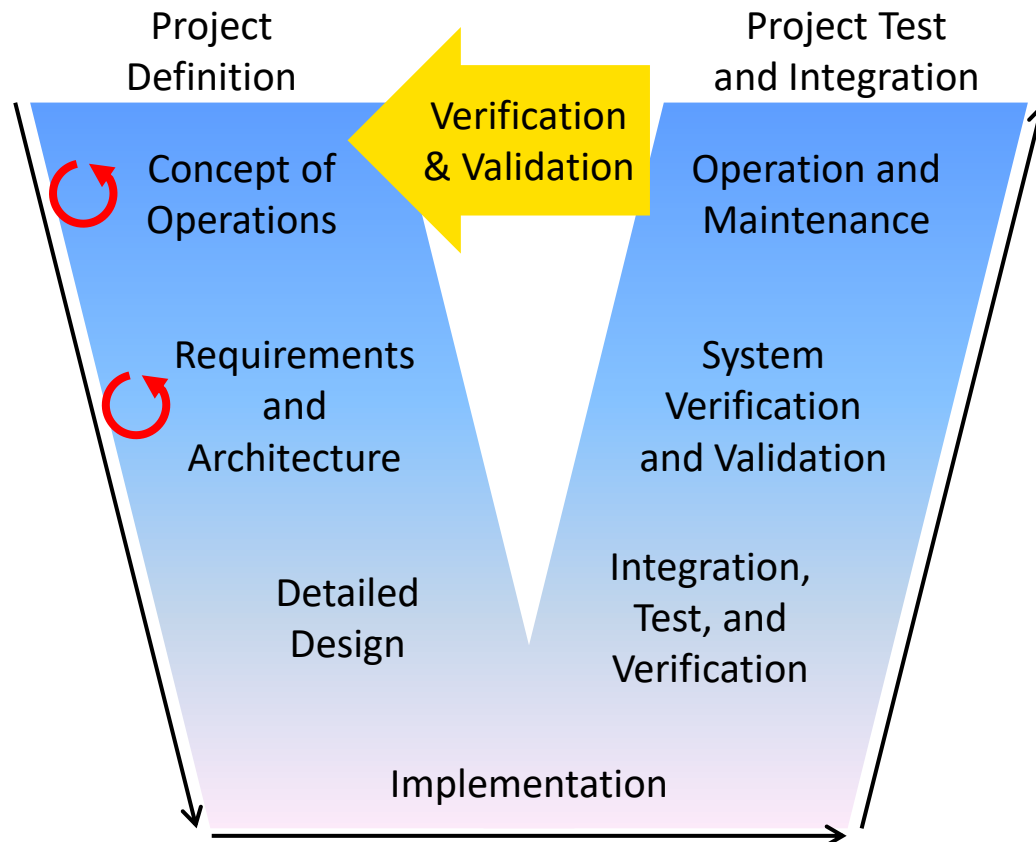 Project
Definition
Project Test
and Integration
Verification
& Validation
Concept of
Operations
Operation and
Maintenance
Requirements
and
Architecture
System
Verification
and Validation
Detailed
Design
Integration,
Test, and
Verification
Implementation